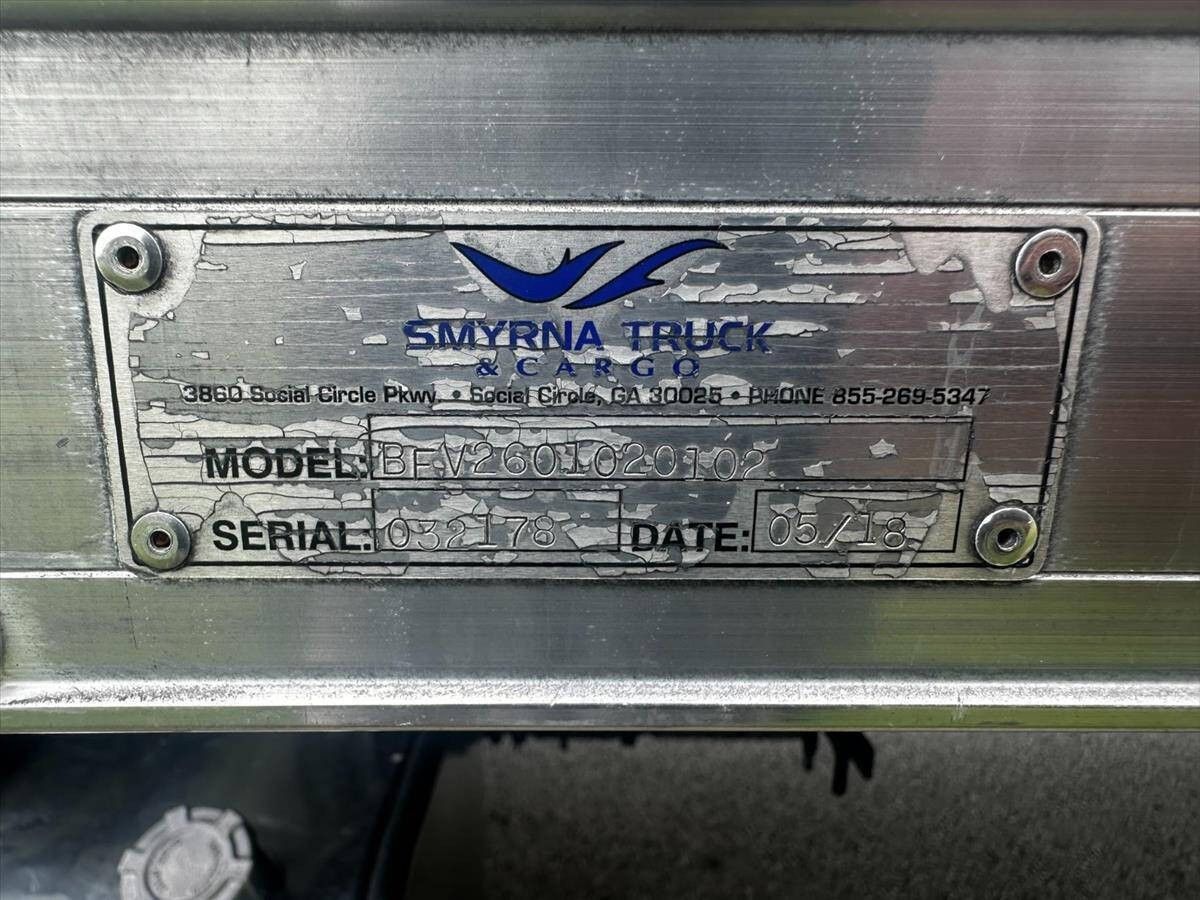 SMYRNA TRUCK
& CARGO
3860 Social Circle Pkwy. • Social Circle, GA 30025 • PHONE 855-269-5347
MODEL: BFV2601020102
SERIAL: 032178 DATE: 05/18